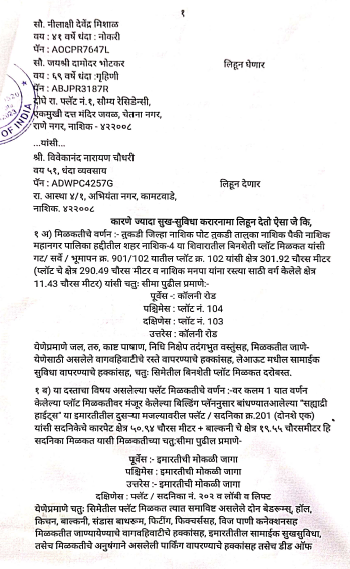 १
सौ. नीलाक्षी देवेंद्र मिशाळ
वय : ४१ वर्षे धंदा : नोकरी
पॅन : AOCPR7647L
सौ. जयश्री दामोदर भोटकर लिहून घेणार
वय : ६९ वर्षे धंदा :गृहिणी
पॅन : ABJPR3187R
दोघे रा. प्लॅट नं.१, सौम्य रेसिडेन्सी,
एकमुखी दत्त मंदिर जवळ, चेतना नगर,
राणे नगर, नाशिक - ४२२००९
...यांसी...
श्री. विवेकानंद नारायण चौधरी
वय ५१, धंदा व्यवसाय
पॅन : ADWPC4257G लिहून देणार
रा. आस्था ४/१, अभियंता नगर, कामटवाडे,
नाशिक. ४२२००८
कारणे ज्यादा सुख-सुविधा करारनामा लिहून देतो ऐसा जे कि,
१ अ) मिळकतीचे वर्णन :- तुकडी जिल्हा नाशिक पोट तुकडी तालुका नाशिक पैकी नाशिक
महानगर पालिका हद्दीतील शहार नाशिक-4 या शिवारातील बिनशेती प्लॉट मिळकत यांसी
गट/ सर्वे / भूमापन क्र. 901/102 यातील प्लॉट क्र. 102 यांसी क्षेत्र 301.92 चौरस मीटर
(प्लॉट चे क्षेत्र 290.49 चौरस मीटर व नाशिक मनपा यांना रस्त्या साठी वर्ग केलेले क्षेत्र
11.43 चौरस मीटर) यांसी चतु: सीमा पुढील प्रमाणे:-
पूर्वेस -: कॉलनी रोड
पश्चिमेस : प्लॉट नं. 104
दक्षिणेस : प्लॉट नं. 103
उत्तरेस : कॉलनी रोड
येणेप्रमाणे जल, तरु, काष्ट पाषाण, निधि निक्षेप तदंगभुत वस्तुंसह, मिळकतीत जाणे-
येणेसाठी असलेले वागवहिवाटीचे रस्ते वापरण्याचे हक्कांसह, लेआऊट मधील सामाईक
सुविधा वापरण्याचे हक्कांसह, चतु: सिमेतील बिनशेती प्लॉट मिळकत दरोबस्त.
१ ब) या दस्ताचा विषय असलेल्या प्लॅट मिळकतीचे वर्णन :-वर कलम 1 यात वर्णन
केलेल्या प्लॉट मिळकतीवर मंजूर केलेल्या बिल्डिंग प्लॅननुसार बांधण्यातआलेल्या "सह्याद्री
हाईट्स" या इमारतीतील दुसऱ्या मजल्यावरील प्लॅट / सदनिका क्र.201 (दोनशे एक)
यांसी सदनिकेचे कारपेट क्षेत्र ५०.९४ चौरस मीटर + बाल्कनी चे क्षेत्र १९.५५ चौरसमीटर हि
सदनिका मिळकत यासी मिळकतीच्या चतु:सीमा पुढील प्रमाणे-
पूर्वेस :- इमारतीची मोकळी जागा
पश्चिमेस : इमारतीची मोकळी जागा
उत्तरेस : इमारतीची मोकळी जागा
दक्षिणेस : प्लॅट / सदनिका नं. २०२ व लॉबी व लिफ्ट
येणेप्रमाणे चतु: सिमेतील प्लॅट मिळकत त्यात समाविष्ट असलेले दोन बेडरूम्स, हॉल,
किचन, बाल्कनी, संडास बाथरूम, फिटींग, फिक्चर्ससह, विज पाणी कनेक्शनसह
मिळकतीत जाण्यायेण्याचे वागवहिवाटीचे हक्कांसह, इमारतीतील सामाईक सुखसुविधा,
तसेच मिळकतीचे अनुषंगाने असलेली पार्किंग वापरण्याचे हक्कांसह तसेच डीड ऑफ